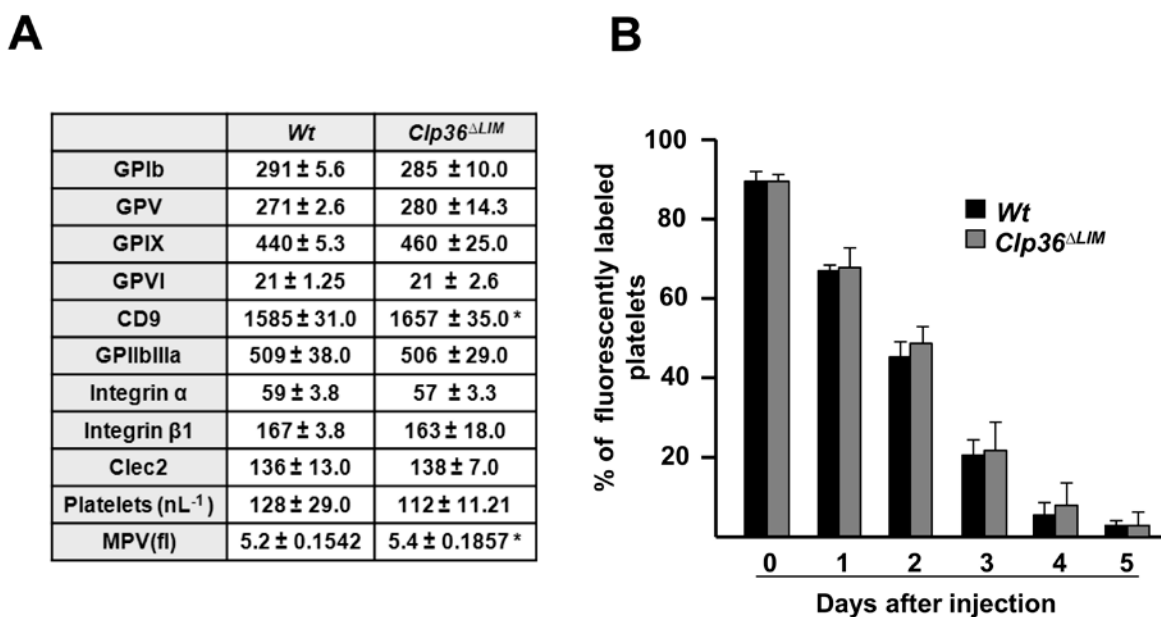 A
Wt Clp36ΔLIM
GPIb 291 ± 5.6 285 ± 10.0
GPV 271 ± 2.6 280 ± 14.3
GPIX 440 ± 5.3 460 ± 25.0
GPVI 21 ± 1.25 21 ± 2.6
CD9 1585 ± 31.0 1657 ± 35.0 *
GPIIbIIIa 509 ± 38.0 506 ± 29.0
Integrin α 59 ± 3.8 57 ± 3.3
Integrin β1 167 ± 3.8 163 ± 18.0
Clec2 136 ± 13.0 138 ± 7.0
Platelets (nL-1) 128 ± 29.0 112 ± 11.21
MPV(fl) 5.2 ± 0.1542 5.4 ± 0.1857 *
B
% of fluorescently labeled
platelets
100
80
60
40
20
Wt
Clp36ΔLIM
0 1 2 3 4 5
Days after injection